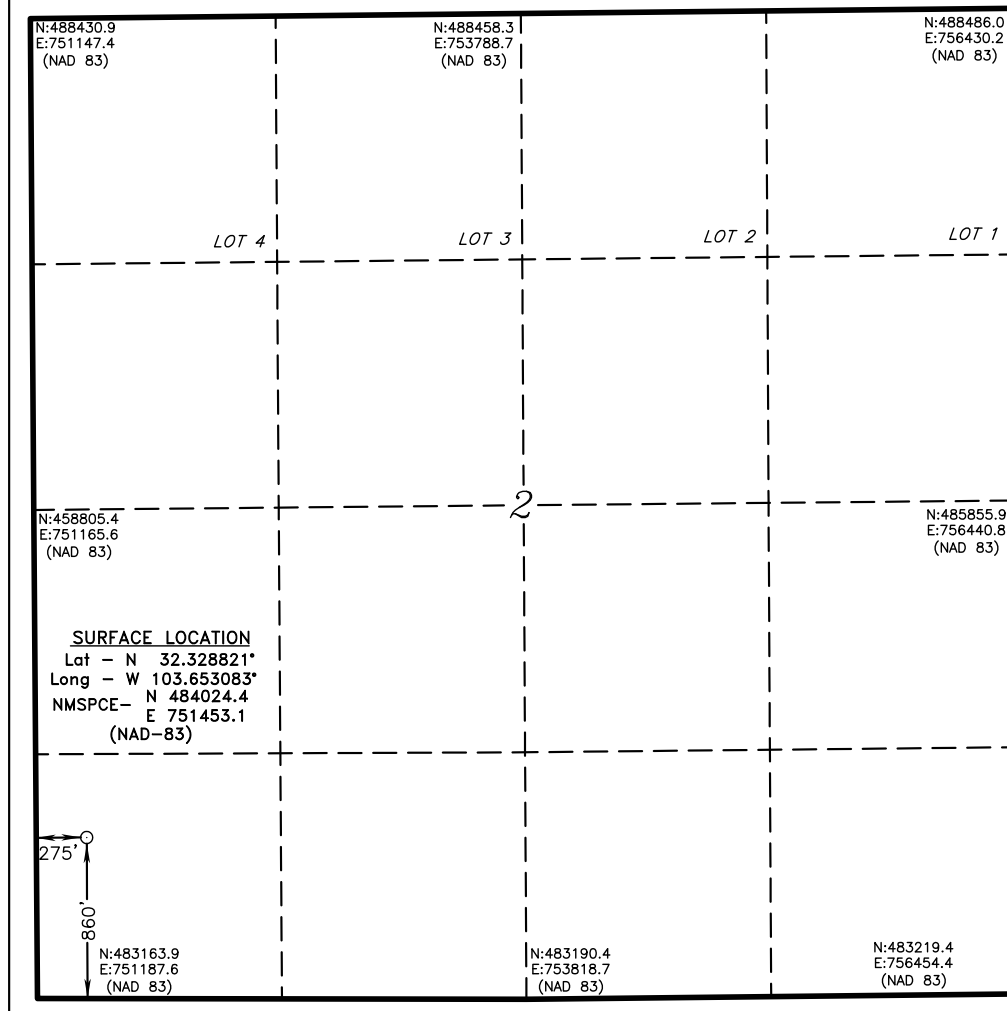 N:488430.9
E:751147.4
(NAD 83)
N:488458.3
E:753788.7
(NAD 83)
N:488486.0
E:756430.2
(NAD 83)
LOT 4
LOT 3
LOT 2
LOT 1
2
N:458805.4
E:751165.6
(NAD 83)
N:485855.9
E:756440.8
(NAD 83)
SURFACE LOCATION
Lat – N 32.328821°
Long – W 103.653083°
NMSPCE– N 484024.4
E 751453.1
(NAD–83)
275'
860'
N:483163.9
E:751187.6
(NAD 83)
N:483190.4
E:753818.7
(NAD 83)
N:483219.4
E:756454.4
(NAD 83)